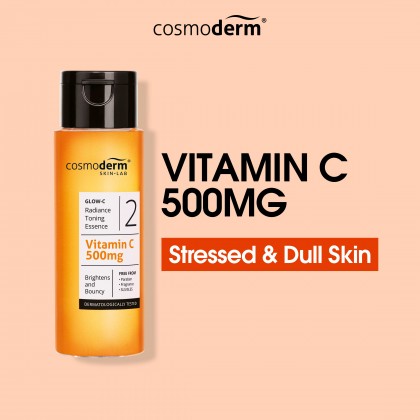 cosmoderm®
cosmoderm®
SKIN-LAB
GLOW-C
Radiance
Toning
Essence
2
Vitamin C
500mg
Brightens
and
Bouncy
FREE FROM
• Paraben
• Fragrance
DERMATOLOGICALLY TESTED
VITAMIN C
500MG
Stressed & Dull Skin